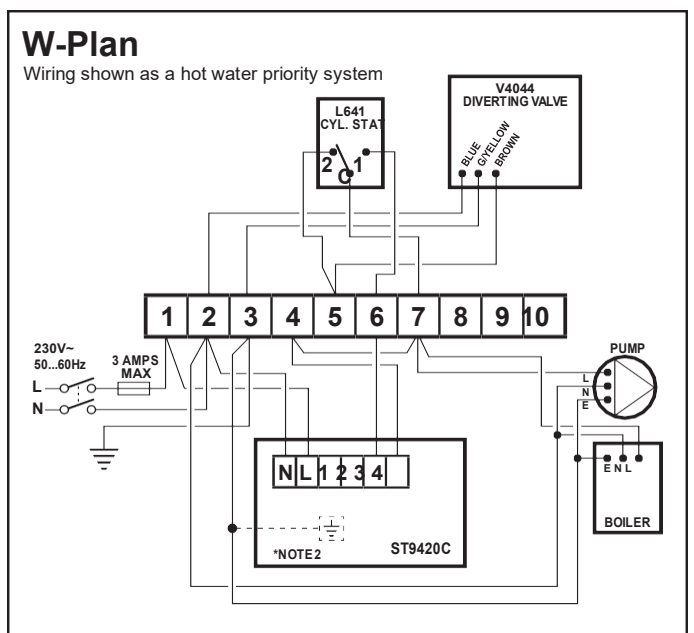 W-Plan
Wiring shown as a hot water priority system
V4044
DIVERTING VALVE
BLUE
G/YELLOW
BROWN
L641
CYL. STAT
2 1
C
1 2 3 4 5 6 7 8 9 10
230V~
50...60Hz
3 AMPS
MAX
L
N
PUMP
L
N
E
N L 1 2 3 4
E N L
BOILER
*NOTE2
ST9420C